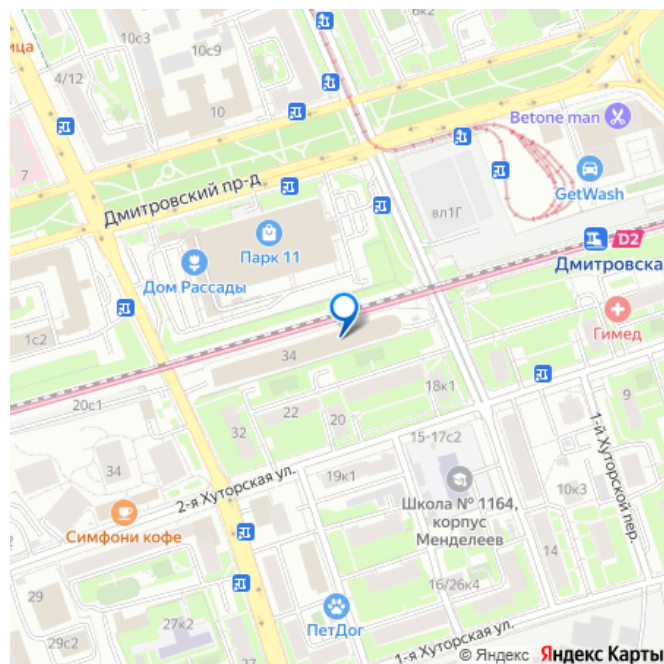 6к2
ица
10с3
10с9
4/12
10
Betone man
7
Дмитровский пр-д
вл1Г
GetWash
Парк 11
D2
Дмитровска
Дом Рассады
1с2
Гимед
34
18к1
20с1
22
20
9
32
15-17с2
1-й Хуторской пер.
34
2-я Хуторская ул.
19к1
Школа № 1164,
корпус
Менделеев
10к3
Симфони кофе
14
29
16/26к4
27к2
ПетДог
29с2
1-я Хуторская ул.
© Яндекс Яндекс Карты